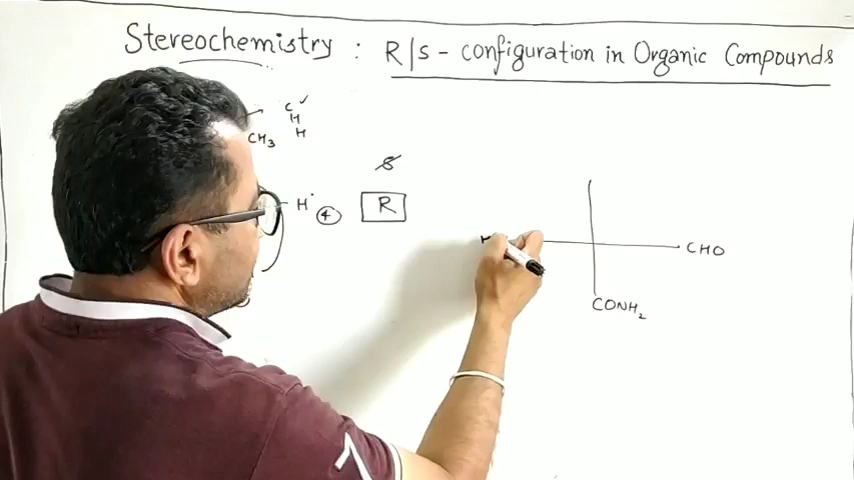 Stereochemistry : R/S - configuration in Organic Compounds
C ✓
H
CH3 H
S
H 4 R
H CHO
CONH2